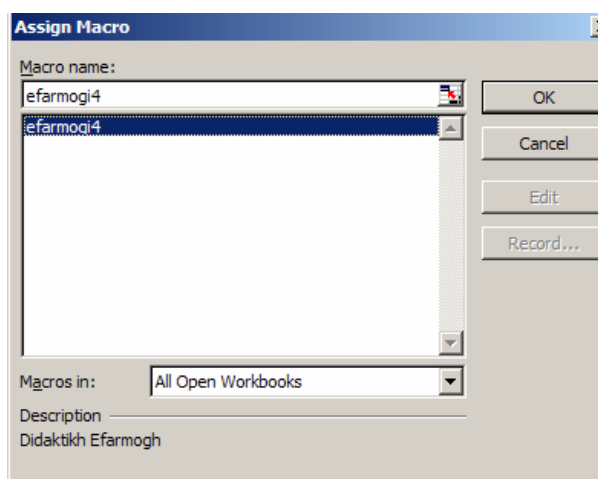 Assign Macro
Macro name:
efarmogi4
OK
efarmogi4
Cancel
Edit
Record...
Macros in: All Open Workbooks
Description
Didaktikh Efarmogh